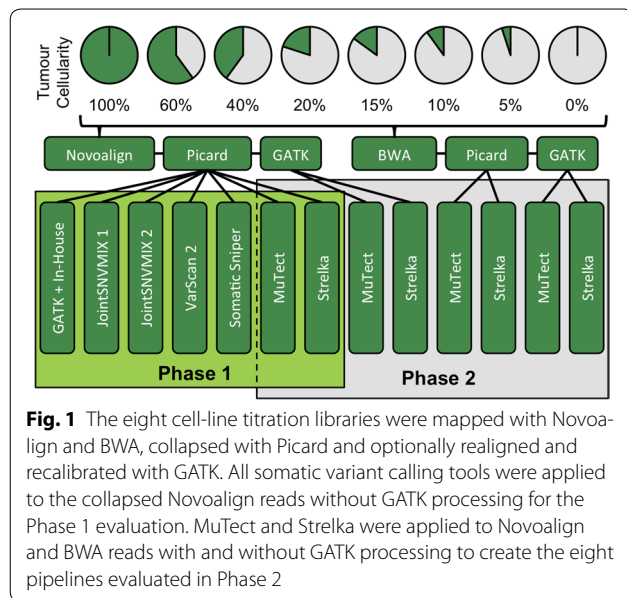 Tumour
Cellularity
100% 60% 40% 20% 15% 10% 5% 0%
Novoalign Picard GATK BWA Picard GATK
GATK + In-House
JointSNVMIX 1
JointSNVMIX 2
VarScan 2
Somatic Sniper
MuTect
Strelka
MuTect
Strelka
MuTect
Strelka
MuTect
Strelka
Phase 1 Phase 2
Fig. 1 The eight cell-line titration libraries were mapped with Novoa-
lign and BWA, collapsed with Picard and optionally realigned and
recalibrated with GATK. All somatic variant calling tools were applied
to the collapsed Novoalign reads without GATK processing for the
Phase 1 evaluation. MuTect and Strelka were applied to Novoalign
and BWA reads with and without GATK processing to create the eight
pipelines evaluated in Phase 2